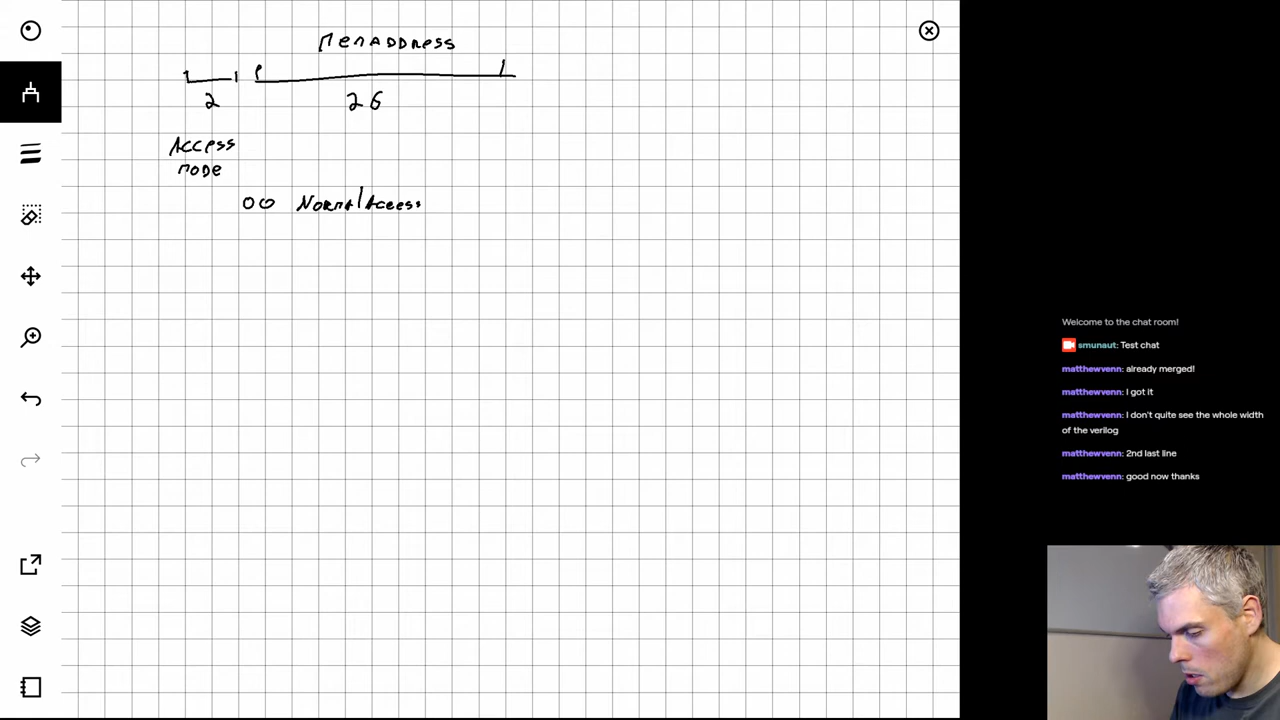 MemAddress
2 26
Access
mode
00 Normal Access
Welcome to the chat room!
smunaut: Test chat
matthewvenn: already merged!
matthewvenn: I got it
matthewvenn: I don't quite see the whole width
of the verilog
matthewvenn: 2nd last line
matthewvenn: good now thanks